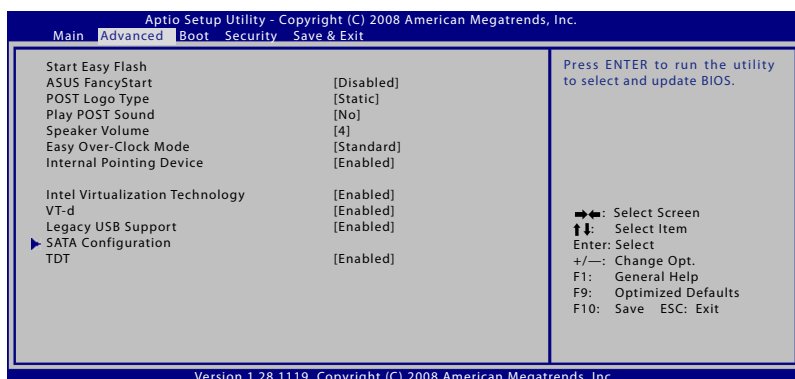 Aptio Setup Utility - Copyright (C) 2008 American Megatrends, Inc.
Main Advanced Boot Security Save & Exit
Start Easy Flash
ASUS FancyStart [Disabled]
POST Logo Type [Static]
Play POST Sound [No]
Speaker Volume [4]
Easy Over-Clock Mode [Standard]
Internal Pointing Device [Enabled]
Intel Virtualization Technology [Enabled]
VT-d [Enabled]
Legacy USB Support [Enabled]
SATA Configuration
TDT [Enabled]
Press ENTER to run the utility
to select and update BIOS.
→←: Select Screen
↑↓: Select Item
Enter: Select
+/—: Change Opt.
F1: General Help
F9: Optimized Defaults
F10: Save ESC: Exit
Version 1.28.1119. Copyright (C) 2008 American Megatrends, Inc.